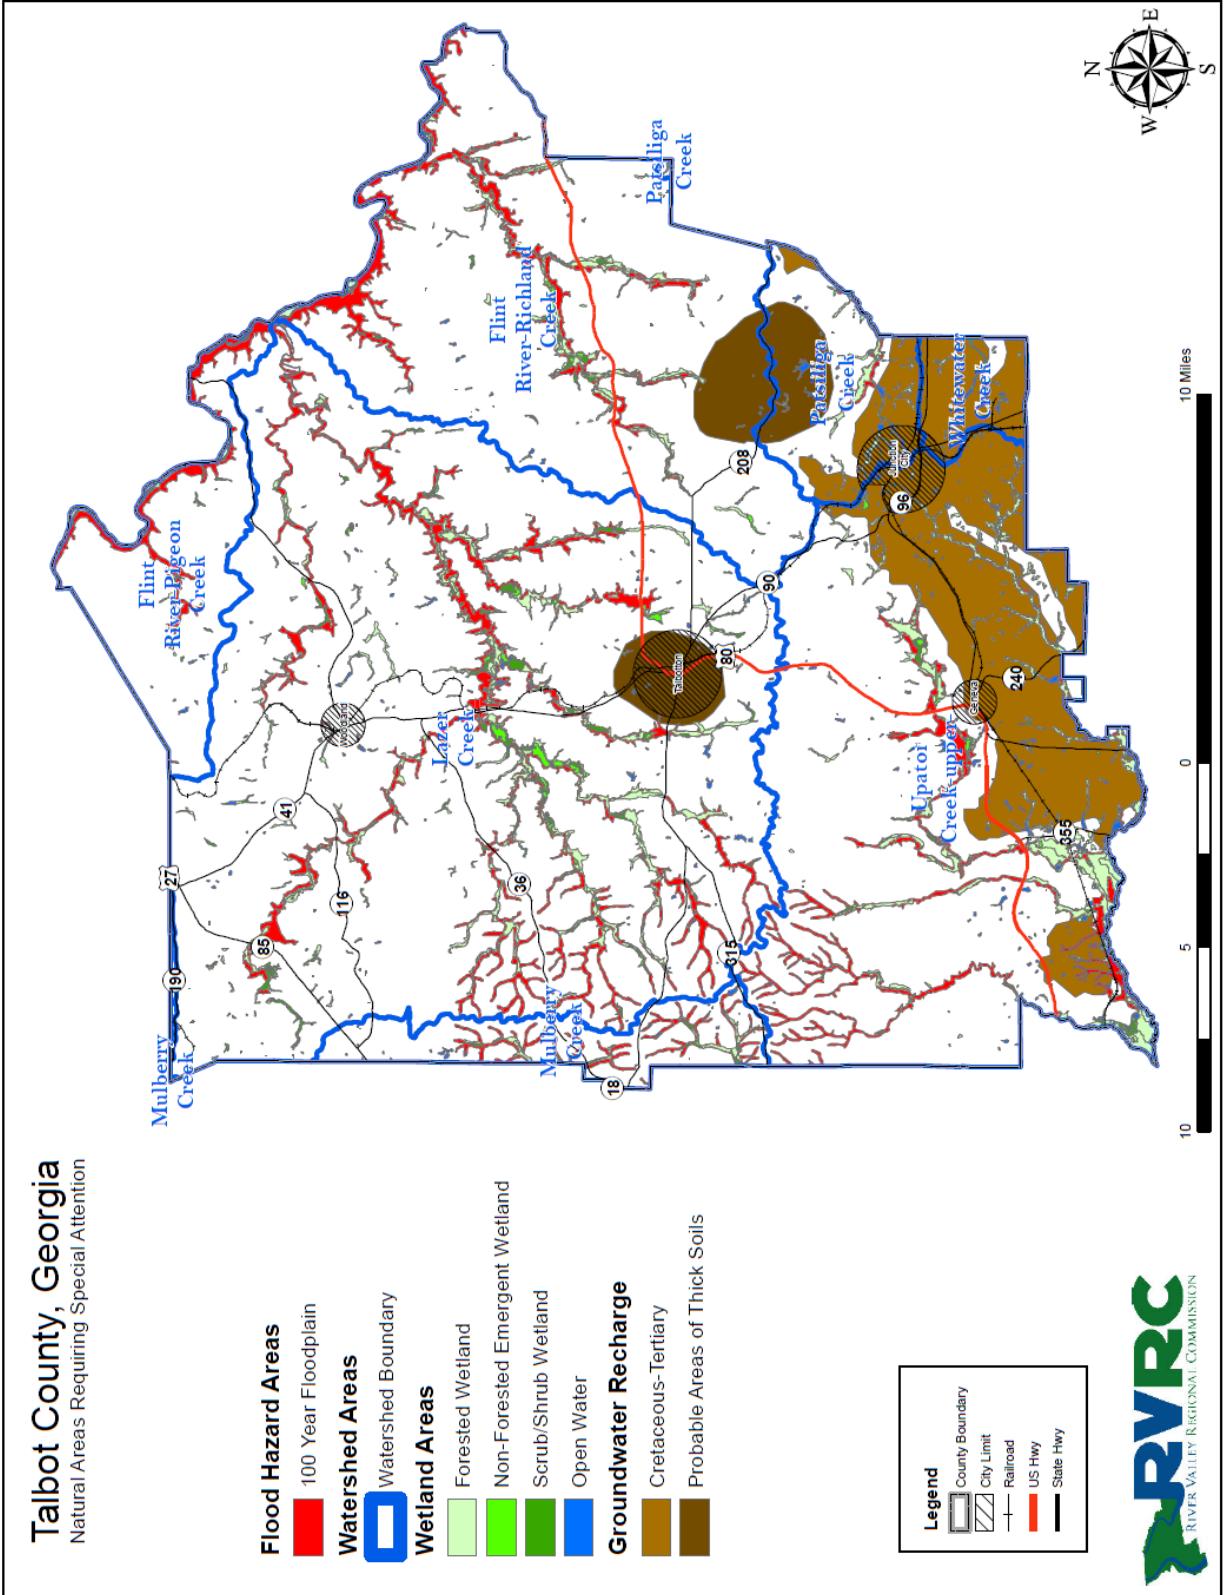 Talbot County, Georgia
Natural Areas Requiring Special Attention
Flood Hazard Areas
100 Year Floodplain
Watershed Areas
Watershed Boundary
Wetland Areas
Forested Wetland
Non-Forested Emergent Wetland
Scrub/Shrub Wetland
Open Water
Groundwater Recharge
Cretaceous-Tertiary
Probable Areas of Thick Soils
Legend
County Boundary
City Limit
Railroad
US Hwy
State Hwy
RVRC
RIVER VALLEY REGIONAL COMMISSION
Mulberry
Creek
190
27
85
41
116
Flint
River-Pigeon
Creek
Woodland
Lazer
Creek
36
Mulberry
Creek
18
315
Flint
River-Richland
Creek
Patsiliga
Creek
Talbotton
80
90
208
Patsiliga
Creek
Junction
City
96
Whitewater
Creek
Upatoi
Creek-upper
Geneva
240
355
10
5
0
10 Miles
N
E
S
W